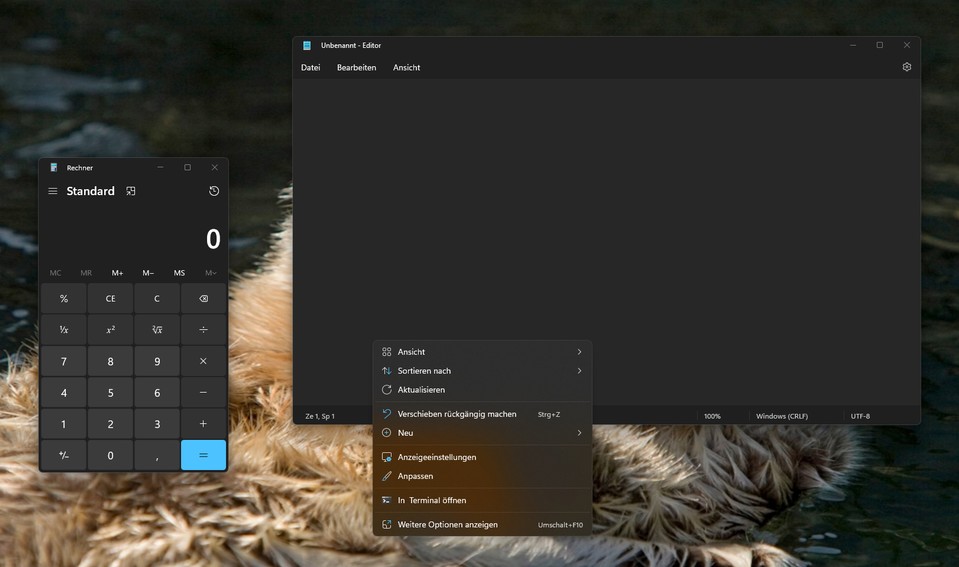 Rechner
Standard
0
MC MR M+ M− MS M˅
% CE C
¹/x x² ²√x ÷
7 8 9 ×
4 5 6 −
1 2 3 +
+/− 0 , =
Unbenannt - Editor
Datei Bearbeiten Ansicht
Ze 1, Sp 1 100% Windows (CRLF) UTF-8
Ansicht
Sortieren nach
Aktualisieren
Verschieben rückgängig machen Strg+Z
Neu
Anzeigeeinstellungen
Anpassen
In Terminal öffnen
Weitere Optionen anzeigen Umschalt+F10